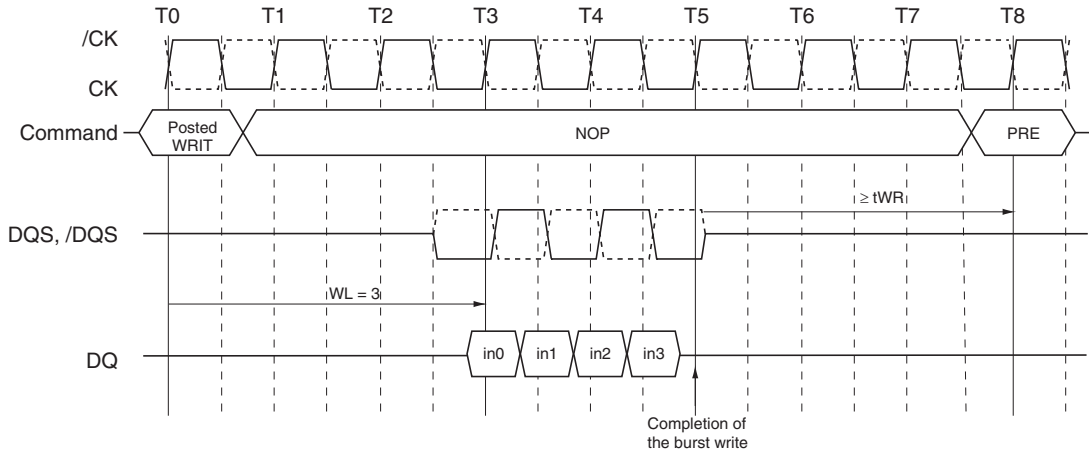 T0 T1 T2 T3 T4 T5 T6 T7 T8
/CK
CK
Command
Posted
WRIT
NOP
PRE
≥ tWR
DQS, /DQS
WL = 3
DQ
in0 in1 in2 in3
Completion of
the burst write